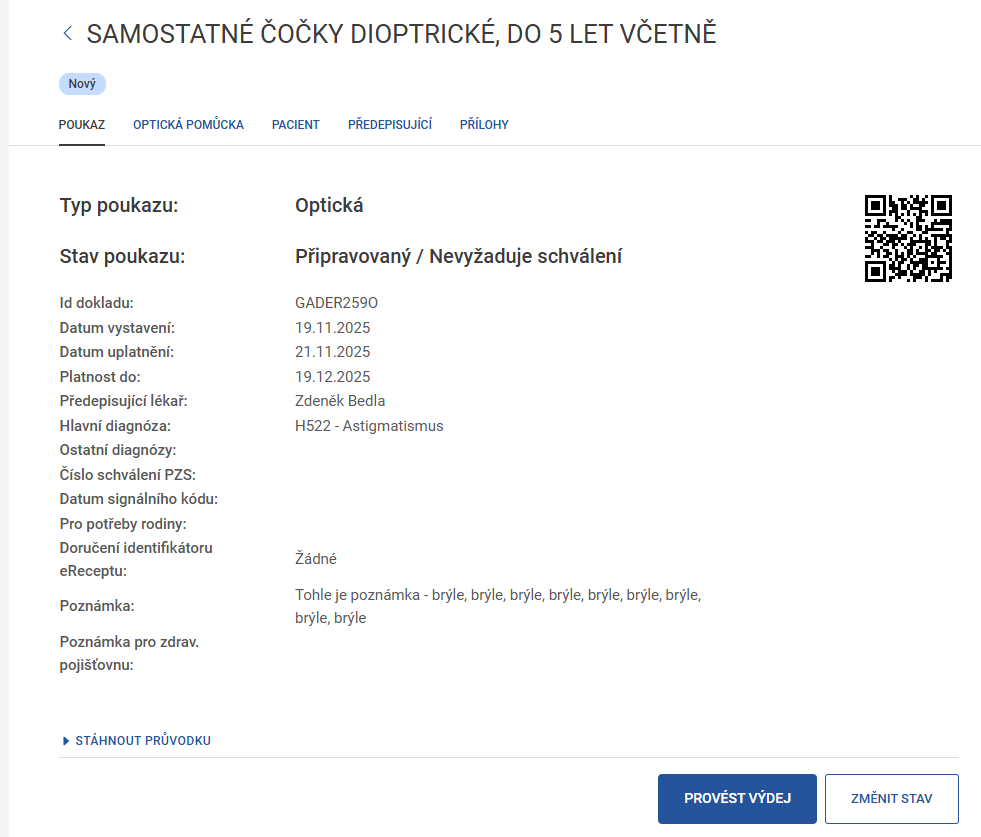 SAMOSTATNÉ ČOČKY DIOPTRICKÉ, DO 5 LET VČETNĚ
Nový
POUKAZ OPTICKÁ POMŮCKA PACIENT PŘEDEPISUJÍCÍ PŘÍLOHY
Typ poukazu: Optická
Stav poukazu: Připravovaný / Nevyžaduje schválení
Id dokladu: GADER259O
Datum vystavení: 19.11.2025
Datum uplatnění: 21.11.2025
Platnost do: 19.12.2025
Předepisující lékař: Zdeněk Bedla
Hlavní diagnóza: H522 - Astigmatismus
Ostatní diagnózy:
Číslo schválení PZS:
Datum signálního kódu:
Pro potřeby rodiny:
Doručení identifikátoru
eReceptu: Žádné
Poznámka: Tohle je poznámka - brýle, brýle, brýle, brýle, brýle, brýle, brýle,
brýle, brýle
Poznámka pro zdrav.
pojišťovnu:
STÁHNOUT PRŮVODKU
PROVÉST VÝDEJ ZMĚNIT STAV